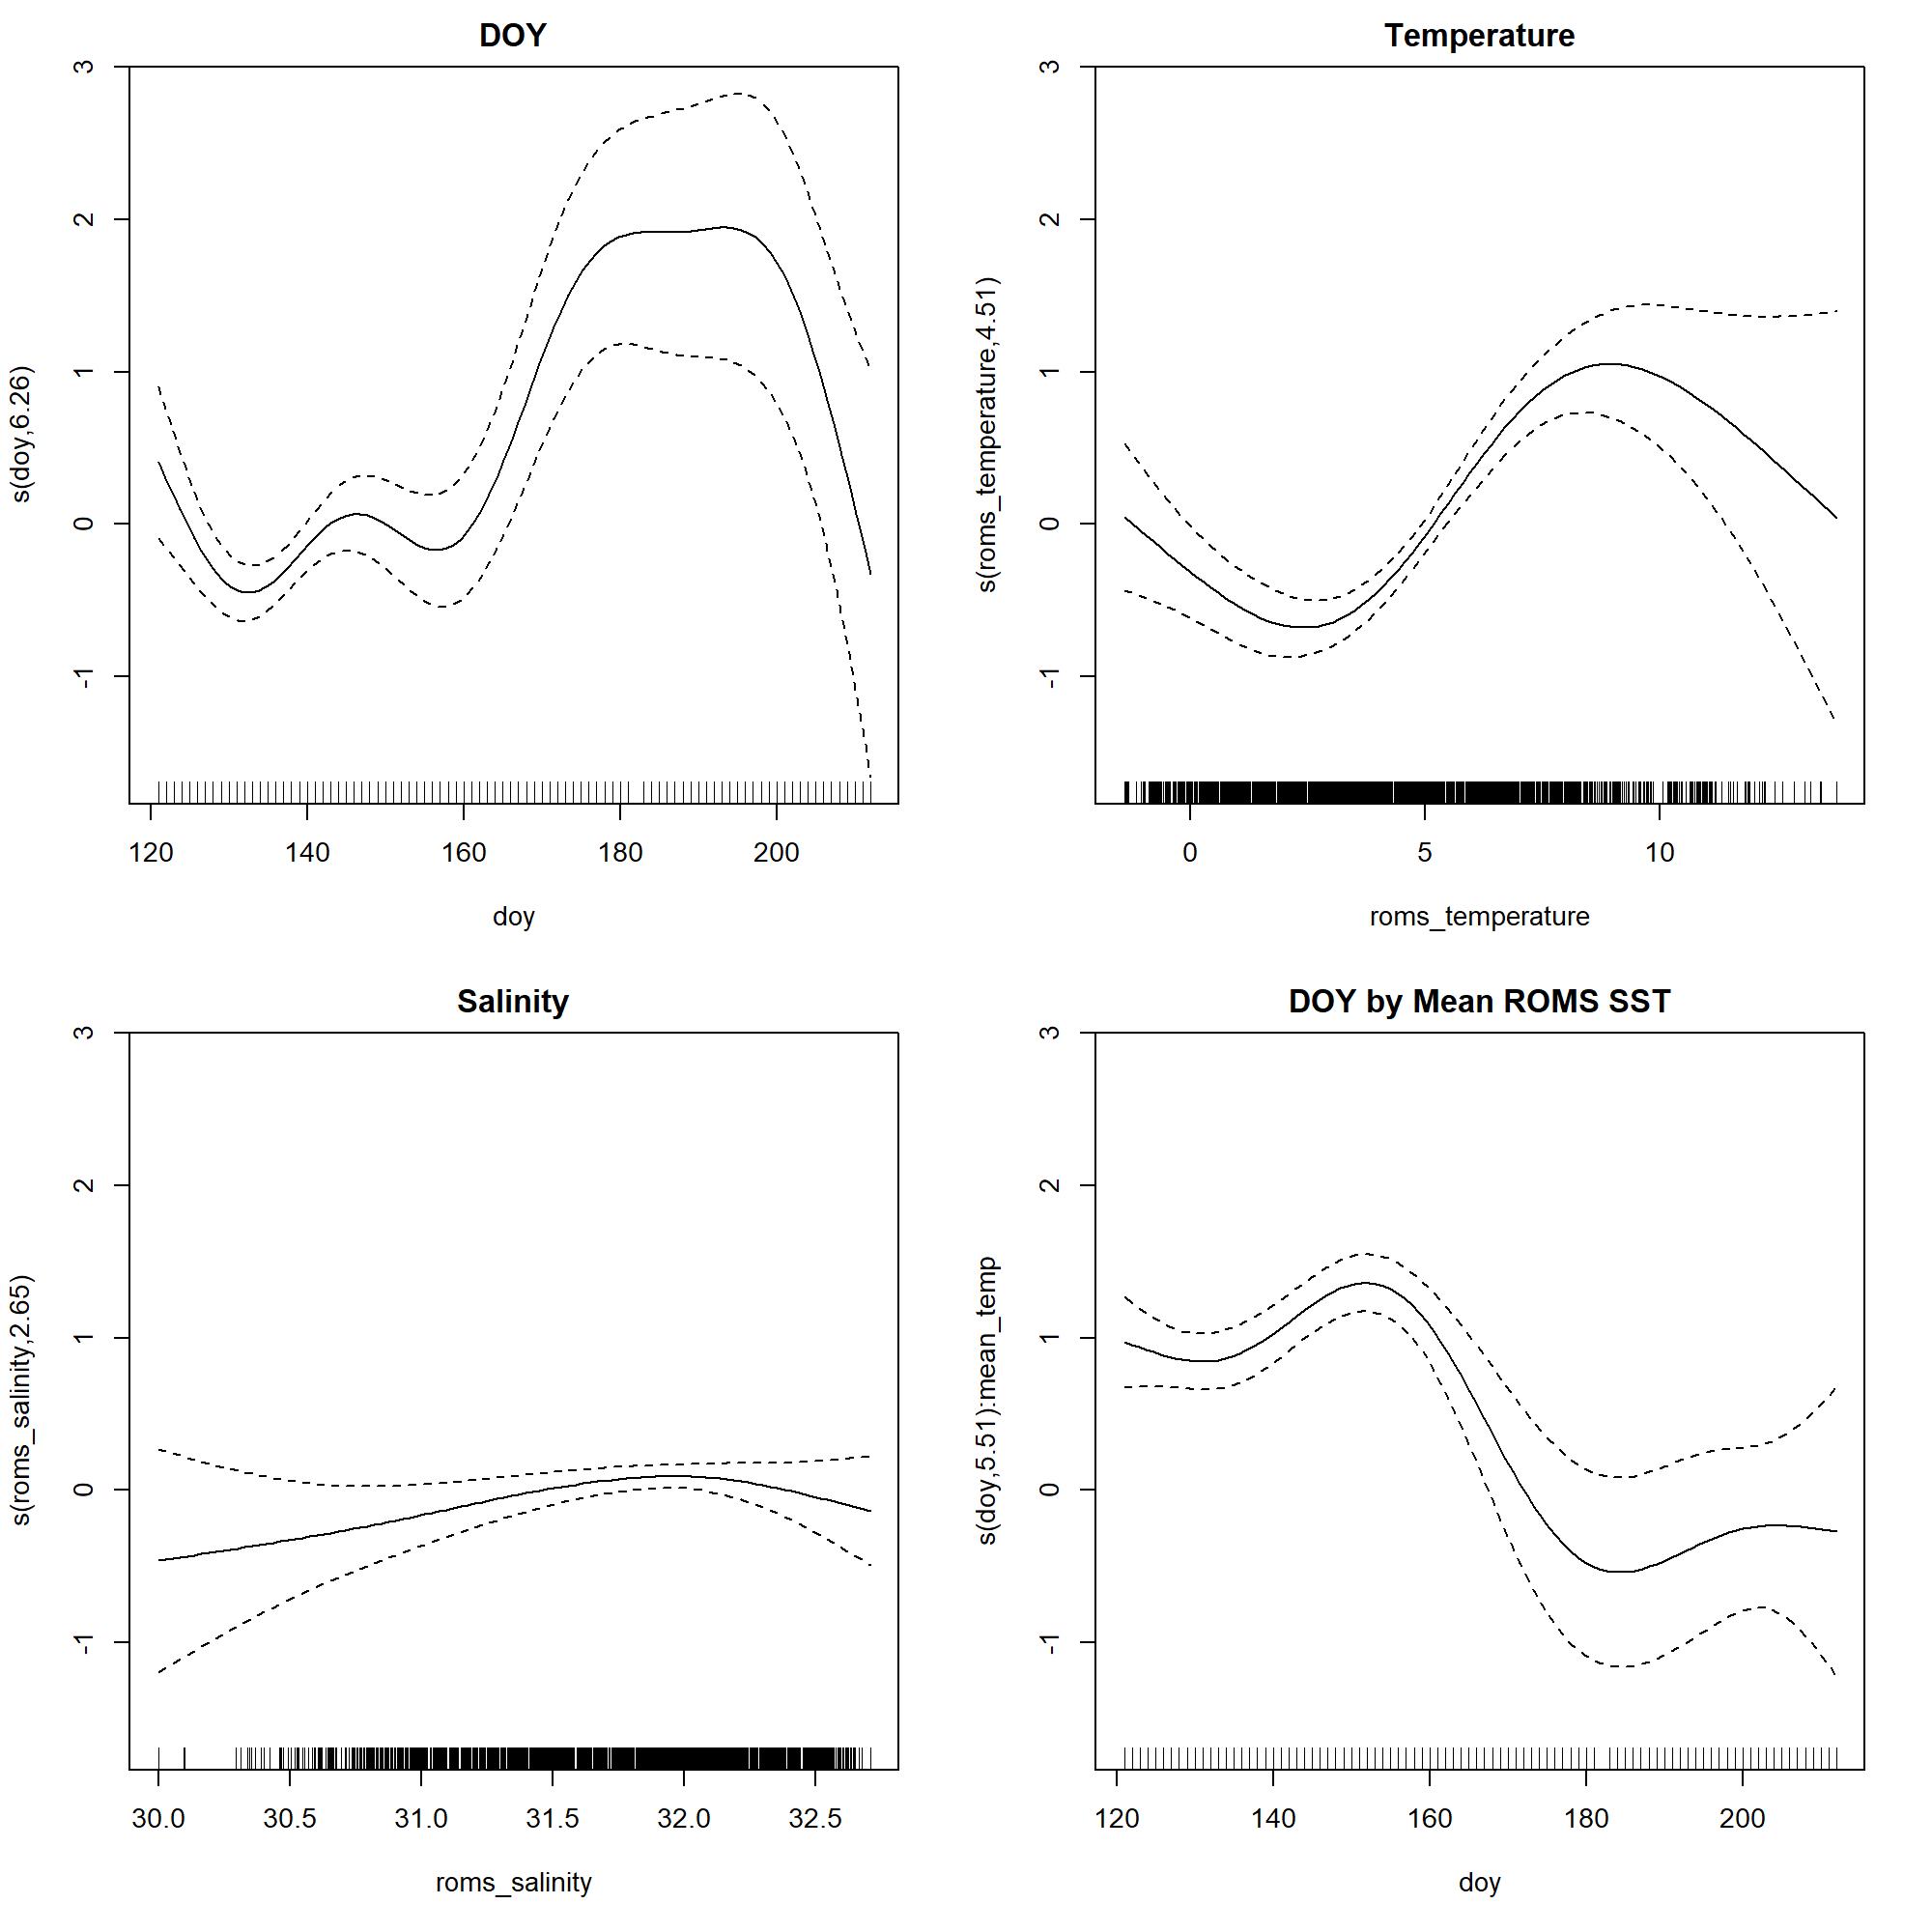 DOY
3
2
1
0
-1
s(doy,6.26)
120 140 160 180 200
doy
Temperature
3
2
1
0
-1
s(roms_temperature,4.51)
0 5 10
roms_temperature
Salinity
3
2
1
0
-1
s(roms_salinity,2.65)
30.0 30.5 31.0 31.5 32.0 32.5
roms_salinity
DOY by Mean ROMS SST
3
2
1
0
-1
s(doy,5.51):mean_temp
120 140 160 180 200
doy